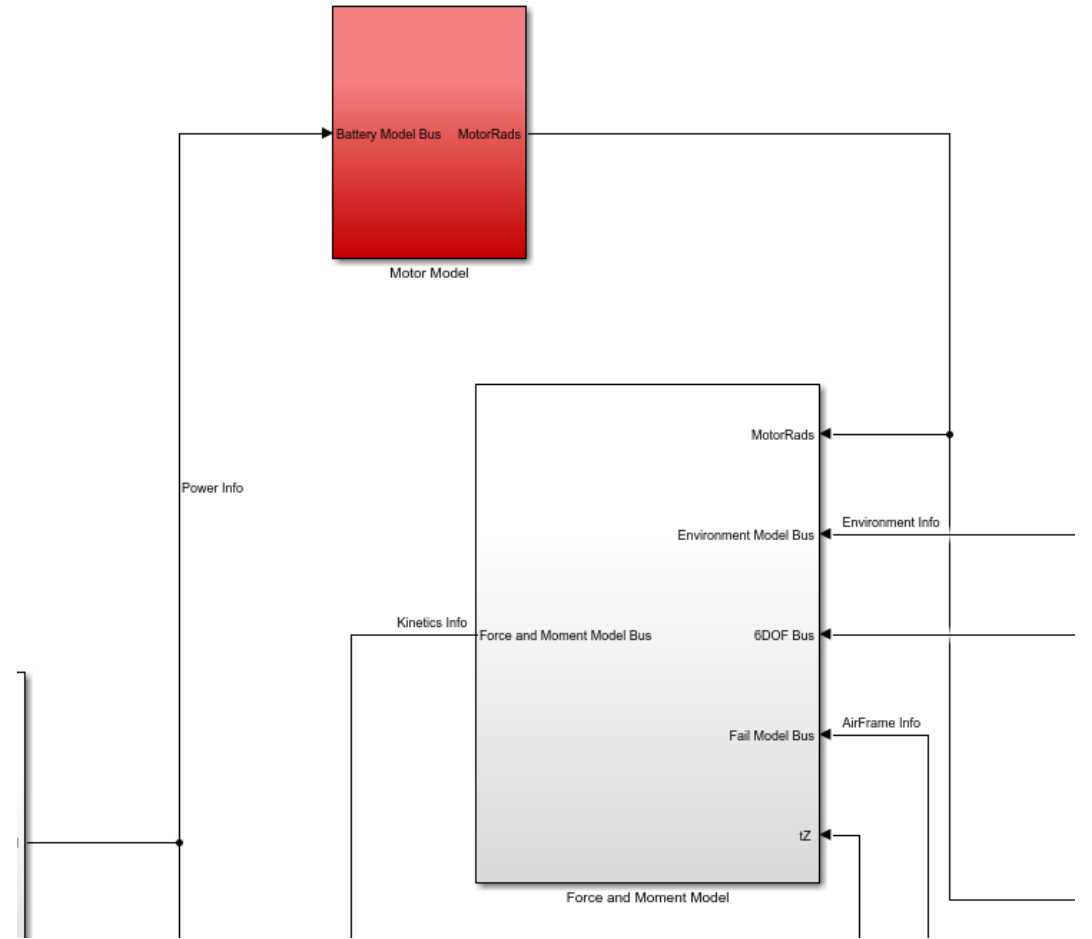 Battery Model Bus MotorRads
Motor Model
MotorRads
Power Info
Environment Info
Environment Model Bus
Kinetics Info
Force and Moment Model Bus 6DOF Bus
AirFrame Info
Fail Model Bus
tZ
Force and Moment Model